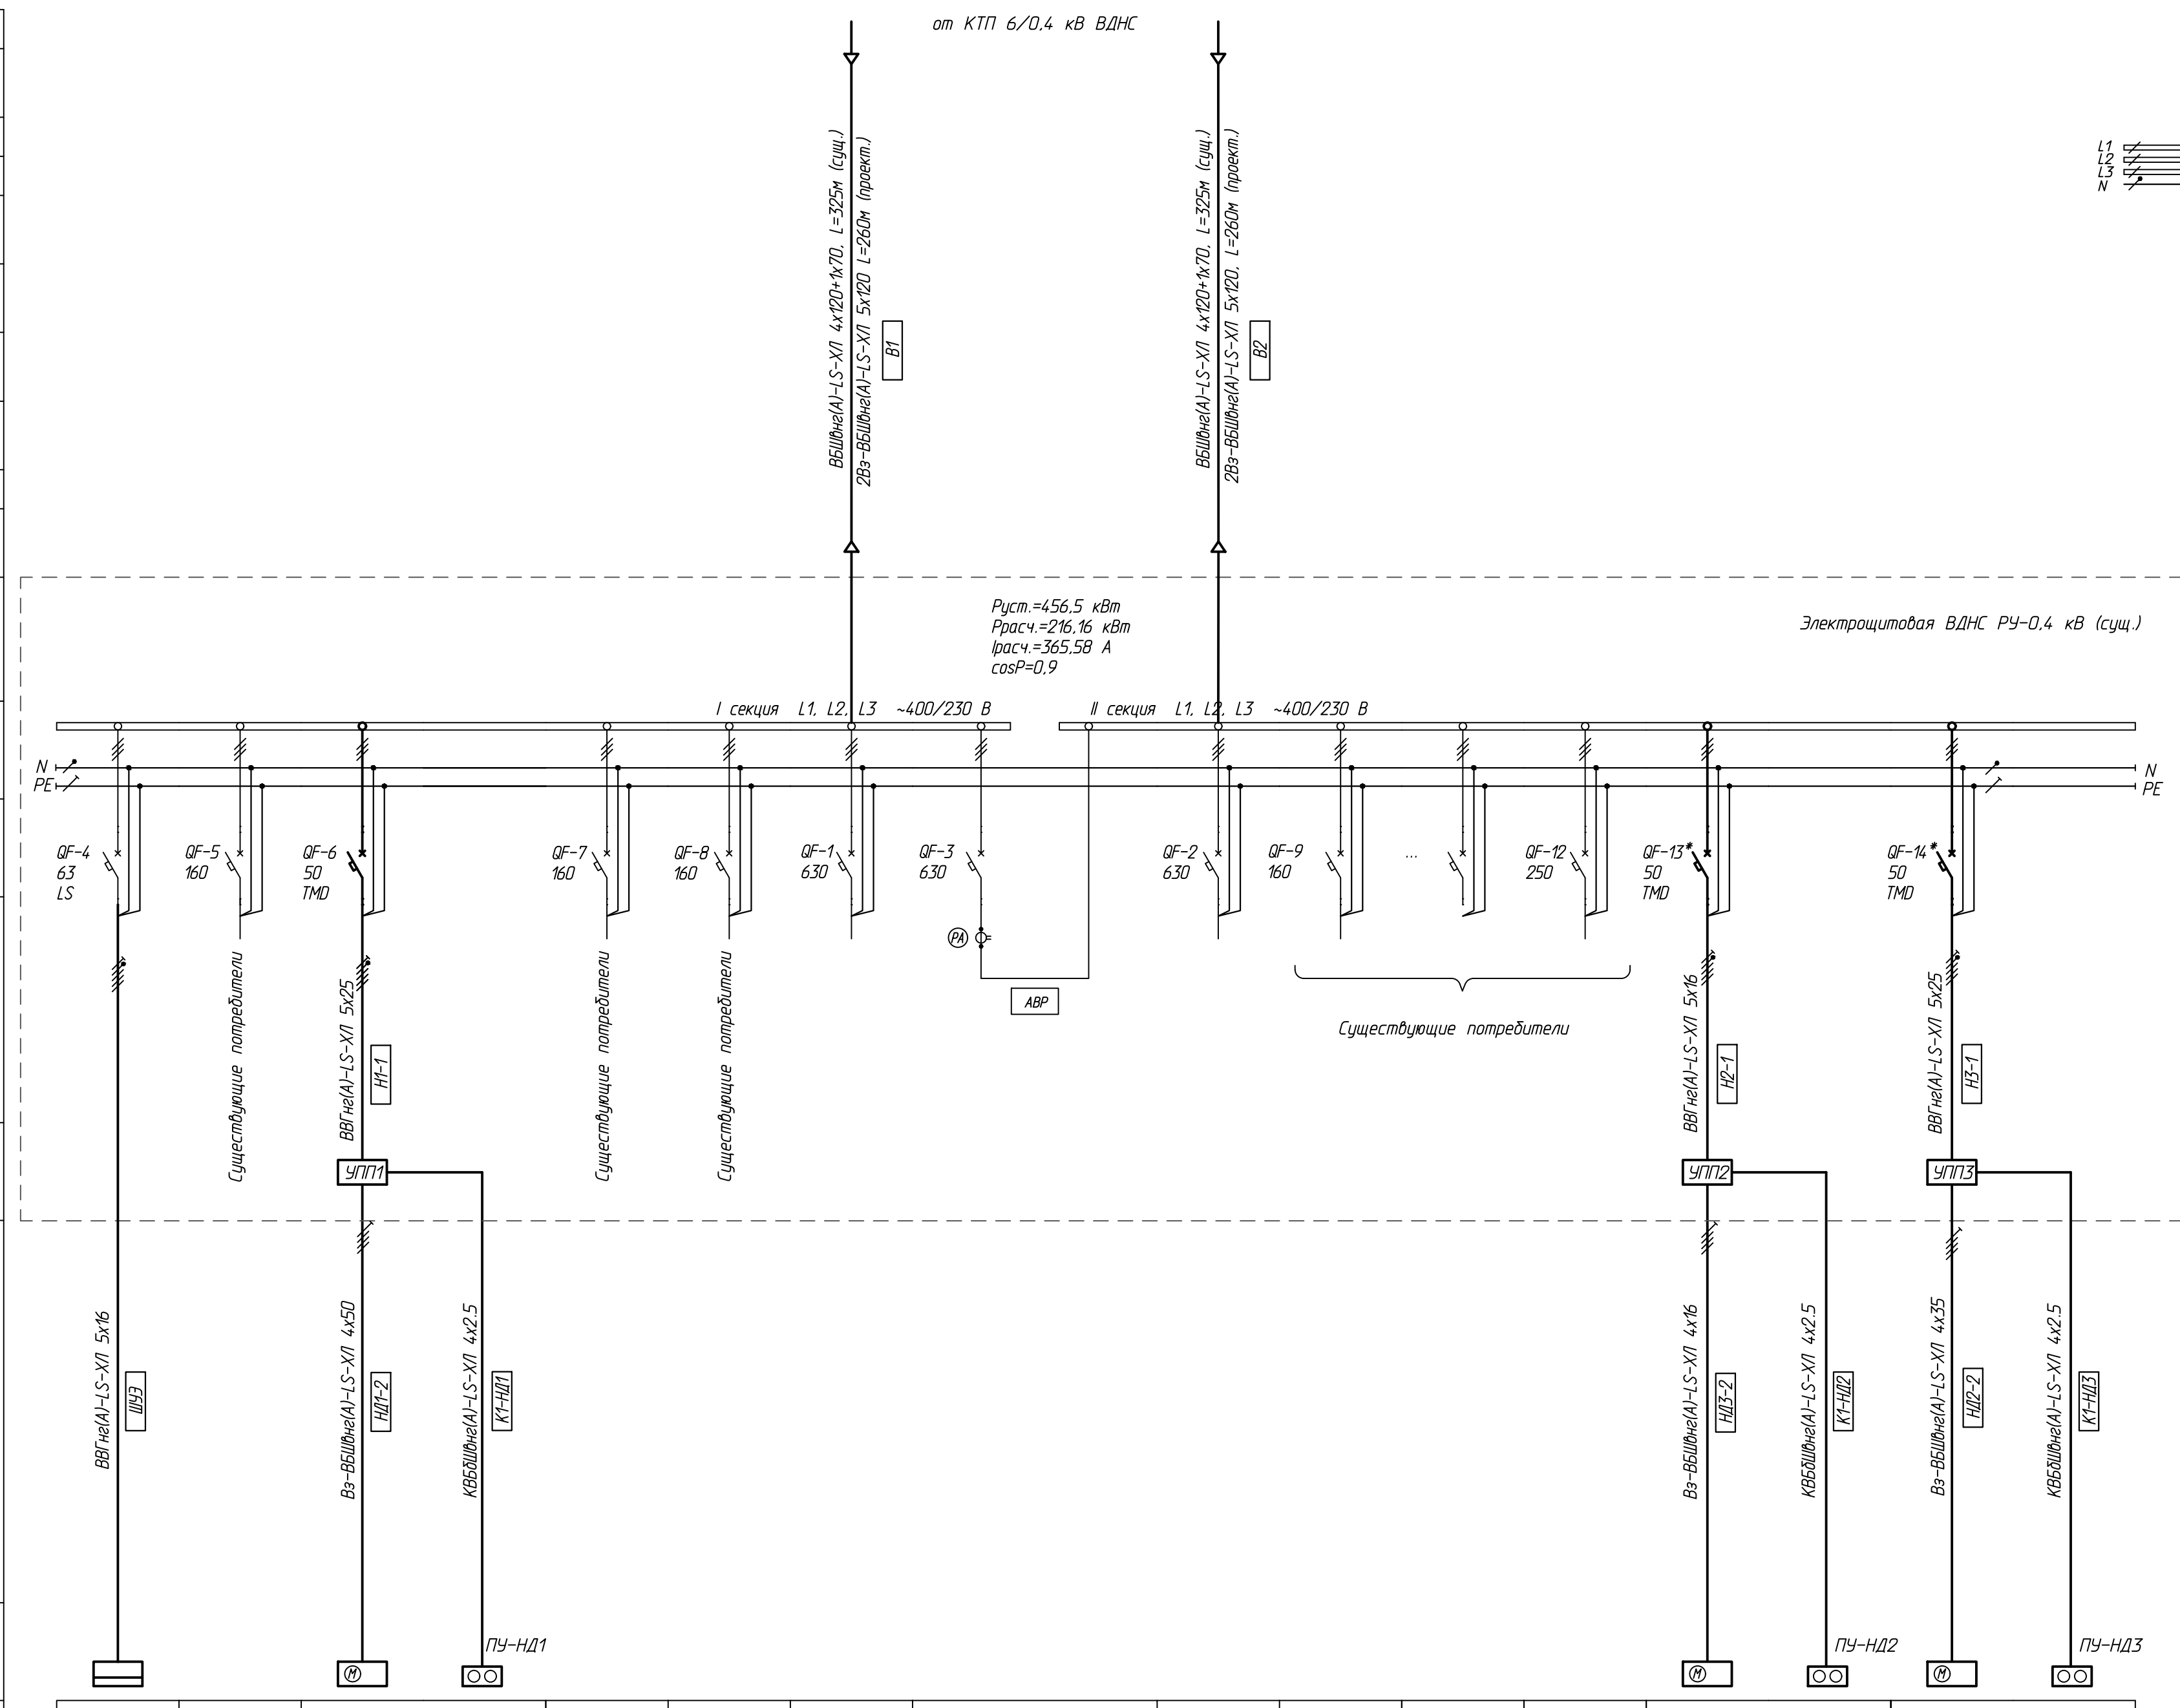 от КТП 6/0,4 кВ ВДНС
ВБШвнг(А)-LS-ХЛ 4х120+1х70, L=325м (сущ.)
2Вз-ВБШвнг(А)-LS-ХЛ 5х120 L=260м (проект.)
В1
ВБШвнг(А)-LS-ХЛ 4х120+1х70, L=325м (сущ.)
2Вз-ВБШвнг(А)-LS-ХЛ 5х120, L=260м (проект.)
В2
L1
L2
L3
N
Руст.=456,5 кВт
Ррасч.=216,16 кВт
Iрасч.=365,58 А
cosP=0,9
Электрощитовая ВДНС РУ-0,4 кВ (сущ.)
I секция L1, L2, L3 ~400/230 В
II секция L1, L2, L3 ~400/230 В
N
PE
N
PE
QF-4
63
LS
QF-5
160
QF-6
50
TMD
QF-7
160
QF-8
160
QF-1
630
QF-3
630
QF-2
630
QF-9
160
...
QF-12
250
QF-13*
50
TMD
QF-14*
50
TMD
PA
АВР
Существующие потребители
Существующие потребители
Существующие потребители
Существующие потребители
ВВГнг(А)-LS-ХЛ 5х25
Н1-1
ВВГнг(А)-LS-ХЛ 5х16
Н2-1
ВВГнг(А)-LS-ХЛ 5х25
Н3-1
УПП1
УПП2
УПП3
ВВГнг(А)-LS-ХЛ 5х16
ШУЭ
Вз-ВБШвнг(А)-LS-ХЛ 4х50
НД1-2
КВБбШвнг(А)-LS-ХЛ 4х2.5
К1-НД1
Вз-ВБШвнг(А)-LS-ХЛ 4х16
НД3-2
КВБбШвнг(А)-LS-ХЛ 4х2.5
К1-НД2
Вз-ВБШвнг(А)-LS-ХЛ 4х35
НД2-2
КВБбШвнг(А)-LS-ХЛ 4х2.5
К1-НД3
ПУ-НД1
ПУ-НД2
ПУ-НД3
М
М
М